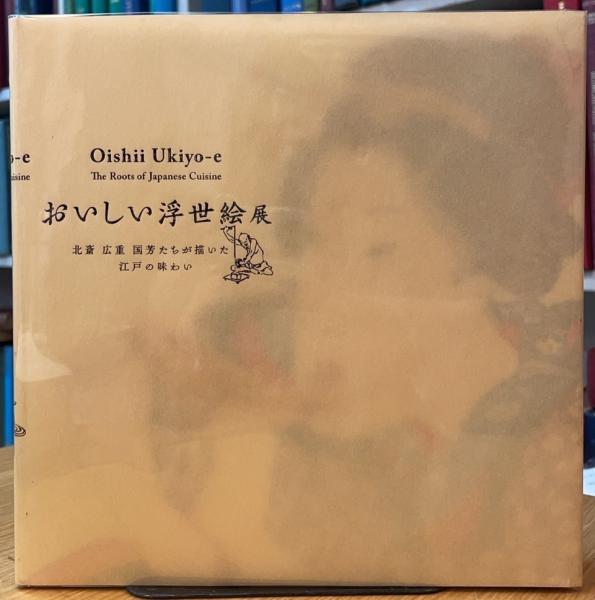 Oishii Ukiyo-e
The Roots of Japanese Cuisine
おいしい浮世絵展
北斎 広重 国芳たちが描いた
江戸の味わい
-e
isine